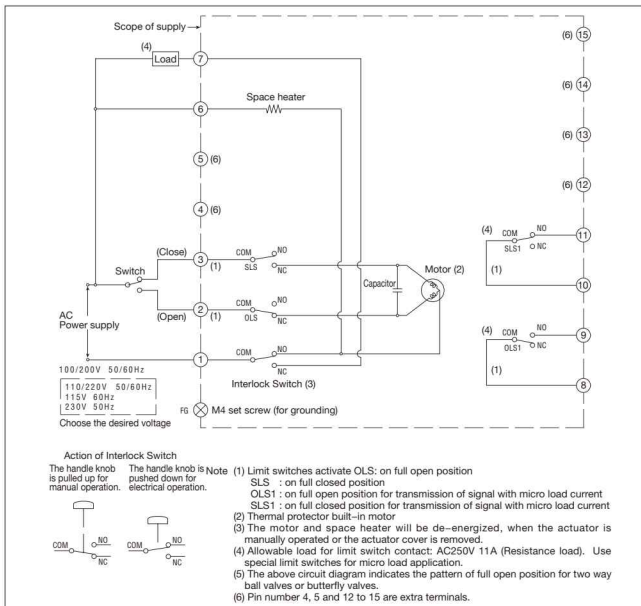 Scope of supply
(4)
Load
7
(6) 15
6
Space heater
(6) 14
5 (6)
(6) 13
4 (6)
(6) 12
(Close)
3
(1)
COM
NO
SLS
NC
(4) COM
NO
11
SLS1
NC
(1)
10
Switch
Capacitor
Motor (2)
AC
Power supply
(Open)
2
(1)
COM
NO
OLS
NC
(4) COM
NO
9
OLS1
NC
(1)
8
1
COM
NO
NC
100/200V 50/60Hz
Interlock Switch (3)
110/220V 50/60Hz
115V 60Hz
230V 50Hz
Choose the desired voltage
FG
M4 set screw (for grounding)
Action of Interlock Switch
The handle knob
is pulled up for
manual operation.
The handle knob is
pushed down for
electrical operation.
COM
NO
NC
COM
NO
NC
Note (1) Limit switches activate OLS: on full open position
SLS : on full closed position
OLS1 : on full open position for transmission of signal with micro load current
SLS1 : on full closed position for transmission of signal with micro load current
(2) Thermal protector built-in motor
(3) The motor and space heater will be de-energized, when the actuator is
manually operated or the actuator cover is removed.
(4) Allowable load for limit switch contact: AC250V 11A (Resistance load). Use
special limit switches for micro load application.
(5) The above circuit diagram indicates the pattern of full open position for two way
ball valves or butterfly valves.
(6) Pin number 4, 5 and 12 to 15 are extra terminals.